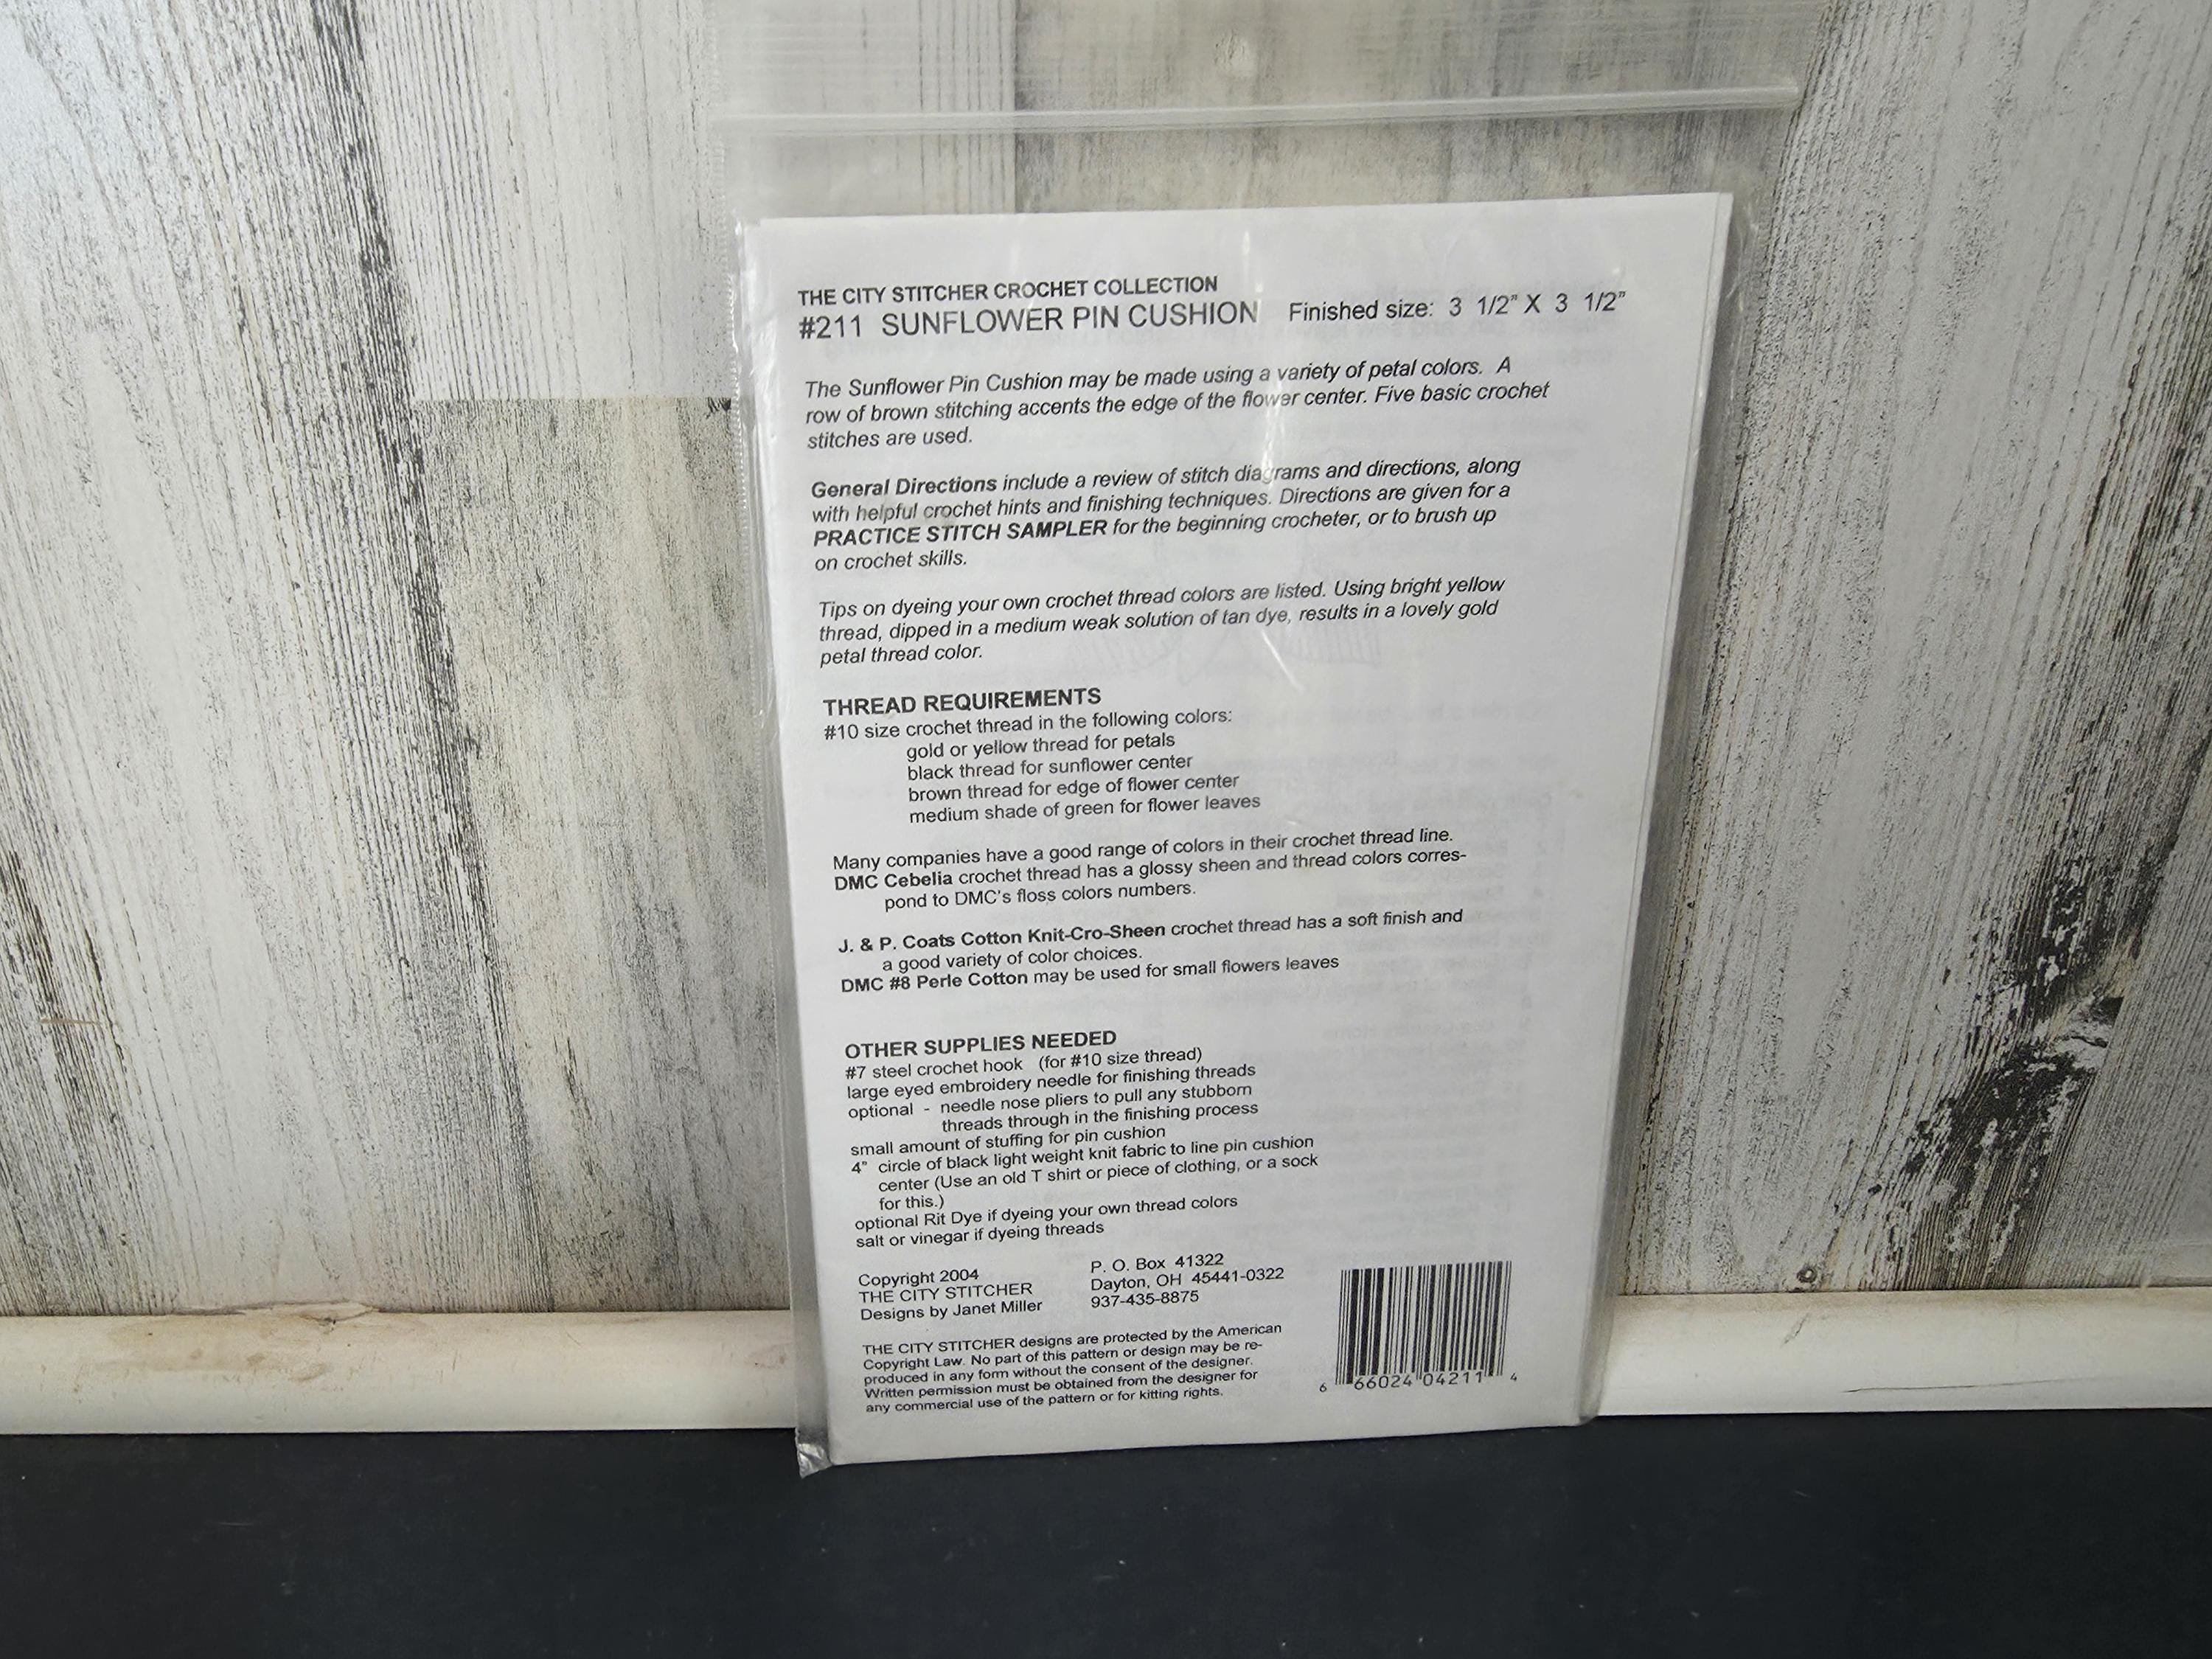 THE CITY STITCHER CROCHET COLLECTION
#211 SUNFLOWER PIN CUSHION Finished size: 3 1/2" X 3 1/2"
The Sunflower Pin Cushion may be made using a variety of petal colors. A
row of brown stitching accents the edge of the flower center. Five basic crochet
stitches are used.
General Directions include a review of stitch diagrams and directions, along
with helpful crochet hints and finishing techniques. Directions are given for a
PRACTICE STITCH SAMPLER for the beginning crocheter, or to brush up
on crochet skills.
Tips on dyeing your own crochet thread colors are listed. Using bright yellow
thread, dipped in a medium weak solution of tan dye, results in a lovely gold
petal thread color.
THREAD REQUIREMENTS
#10 size crochet thread in the following colors:
gold or yellow thread for petals
black thread for sunflower center
brown thread for edge of flower center
medium shade of green for flower leaves
Many companies have a good range of colors in their crochet thread line.
DMC Cebelia crochet thread has a glossy sheen and thread colors corres-
pond to DMC's floss colors numbers.
J. & P. Coats Cotton Knit-Cro-Sheen crochet thread has a soft finish and
a good variety of color choices.
DMC #8 Perle Cotton may be used for small flowers leaves
OTHER SUPPLIES NEEDED
#7 steel crochet hook (for #10 size thread)
large eyed embroidery needle for finishing threads
optional - needle nose pliers to pull any stubborn
threads through in the finishing process
small amount of stuffing for pin cushion
4" circle of black light weight knit fabric to line pin cushion
center (Use an old T shirt or piece of clothing, or a sock
for this.)
optional Rit Dye if dyeing your own thread colors
salt or vinegar if dyeing threads
Copyright 2004
THE CITY STITCHER
Designs by Janet Miller
P. O. Box 41322
Dayton, OH 45441-0322
937-435-8875
THE CITY STITCHER designs are protected by the American
Copyright Law. No part of this pattern or design may be re-
produced in any form without the consent of the designer.
Written permission must be obtained from the designer for
any commercial use of the pattern or for kitting rights.
6 66024 04211 4